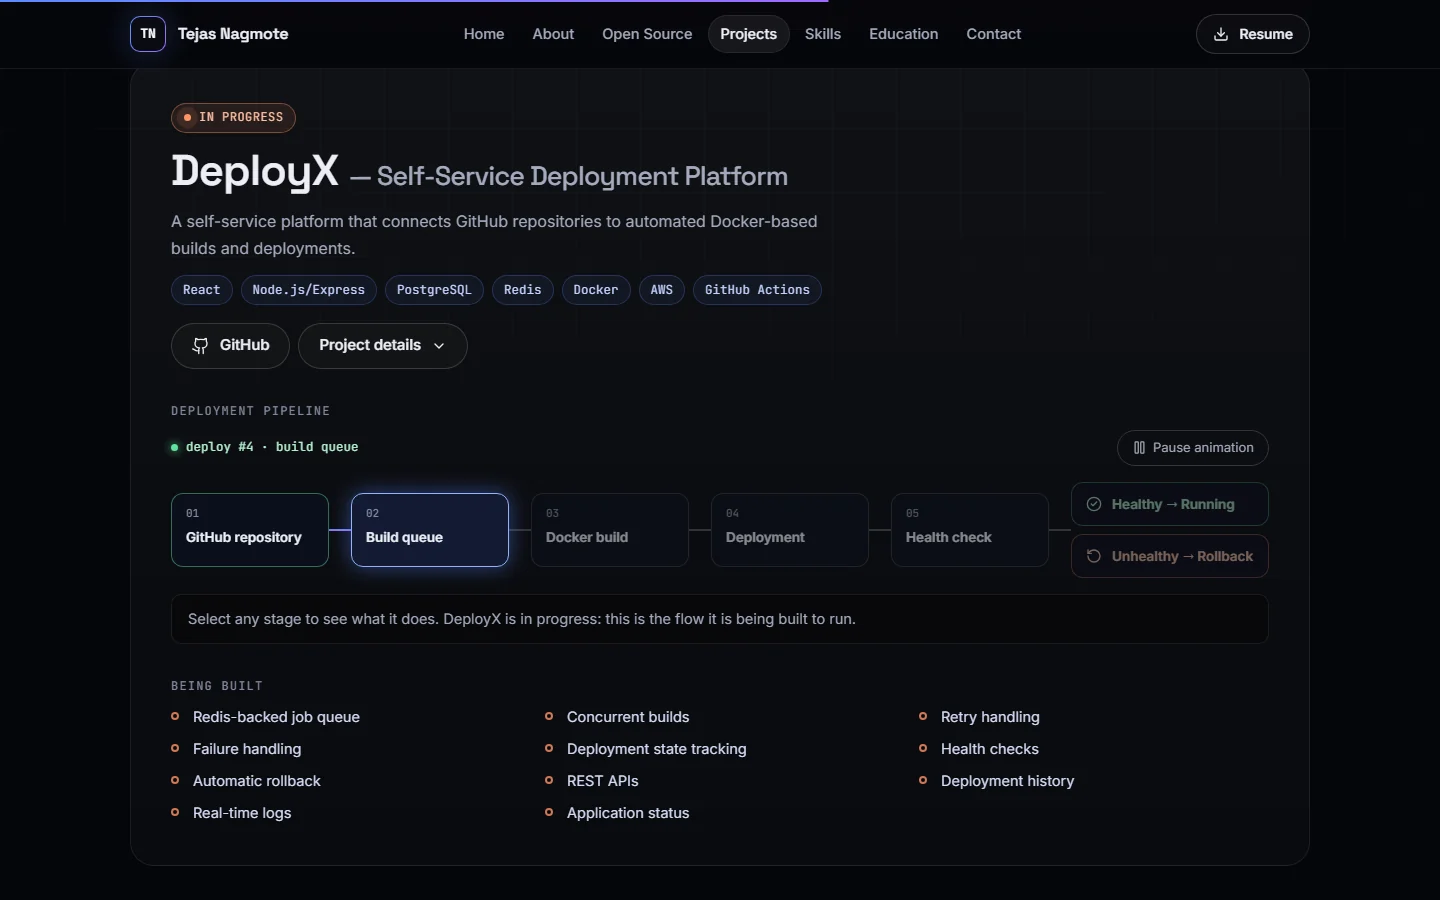 TN Tejas Nagmote Home About Open Source Projects Skills Education Contact Resume
IN PROGRESS
DeployX — Self-Service Deployment Platform
A self-service platform that connects GitHub repositories to automated Docker-based
builds and deployments.
React Node.js/Express PostgreSQL Redis Docker AWS GitHub Actions
GitHub Project details
DEPLOYMENT PIPELINE
deploy #4 · build queue Pause animation
01
GitHub repository
02
Build queue
03
Docker build
04
Deployment
05
Health check
Healthy → Running
Unhealthy → Rollback
Select any stage to see what it does. DeployX is in progress: this is the flow it is being built to run.
BEING BUILT
Redis-backed job queue Concurrent builds Retry handling
Failure handling Deployment state tracking Health checks
Automatic rollback REST APIs Deployment history
Real-time logs Application status